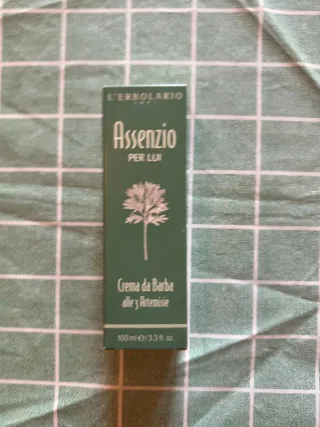 L'ERBOLARIO
Assenzio
PER LUI
Crema da Barba
alle 3 Artemisie
100 ml e / 3.3 fl. oz.